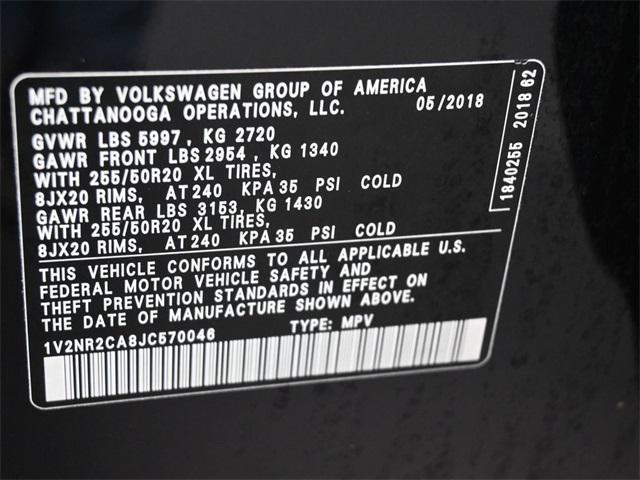 MFD BY VOLKSWAGEN GROUP OF AMERICA
CHATTANOOGA OPERATIONS, LLC. 05/2018
GVWR LBS 5997, KG 2720
GAWR FRONT LBS 2954, KG 1340
WITH 255/50R20 XL TIRES,
8JX20 RIMS, AT 240 KPA 35 PSI COLD
GAWR REAR LBS 3153, KG 1430
WITH 255/50R20 XL TIRES,
8JX20 RIMS, AT 240 KPA 35 PSI COLD
THIS VEHICLE CONFORMS TO ALL APPLICABLE U.S.
FEDERAL MOTOR VEHICLE SAFETY AND
THEFT PREVENTION STANDARDS IN EFFECT ON
THE DATE OF MANUFACTURE SHOWN ABOVE.
1V2NR2CA8JC570046 TYPE: MPV
1840255 2018 62